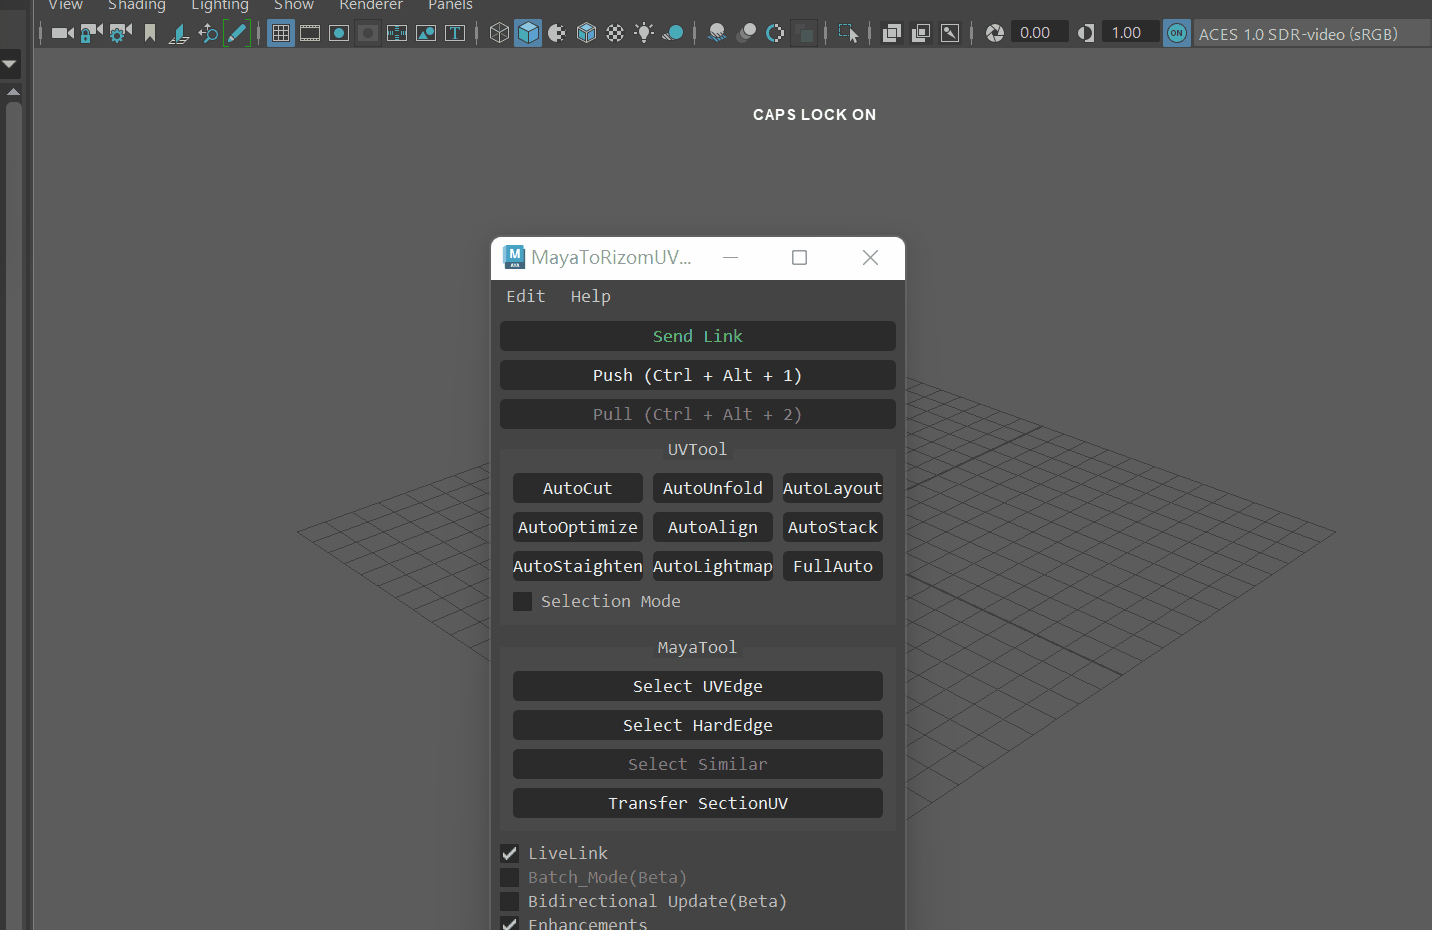 View Shading Lighting Show Renderer Panels
0.00 1.00 ON ACES 1.0 SDR-video (sRGB)
CAPS LOCK ON
MayaToRizomUV...
Edit Help
Send Link
Push (Ctrl + Alt + 1)
Pull (Ctrl + Alt + 2)
UVTool
AutoCut AutoUnfold AutoLayout
AutoOptimize AutoAlign AutoStack
AutoStaighten AutoLightmap FullAuto
Selection Mode
MayaTool
Select UVEdge
Select HardEdge
Select Similar
Transfer SectionUV
LiveLink
Batch_Mode(Beta)
Bidirectional Update(Beta)
Enhancements